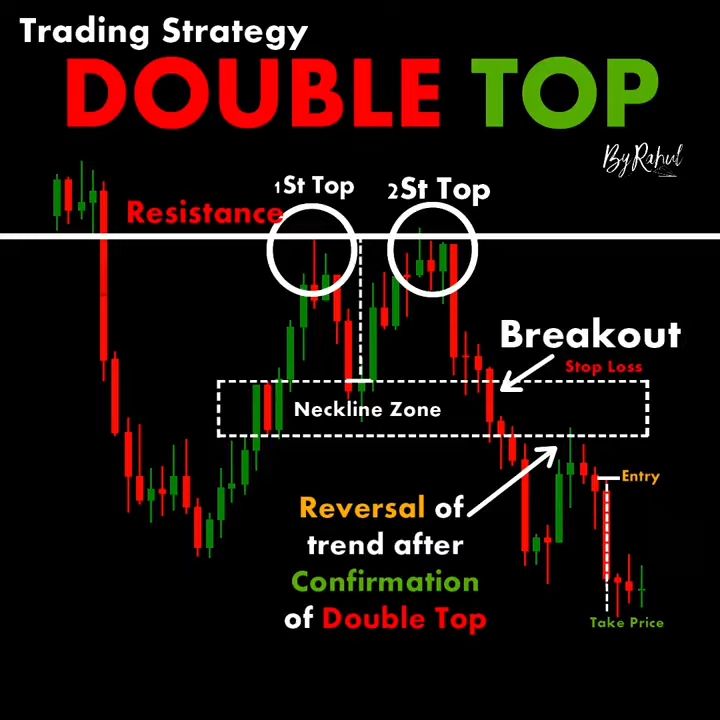 Trading Strategy
DOUBLE TOP
By Rahul
1St Top
2St Top
Resistance
Breakout
Stop Loss
Neckline Zone
Entry
Reversal of
trend after
Confirmation
of Double Top
Take Price